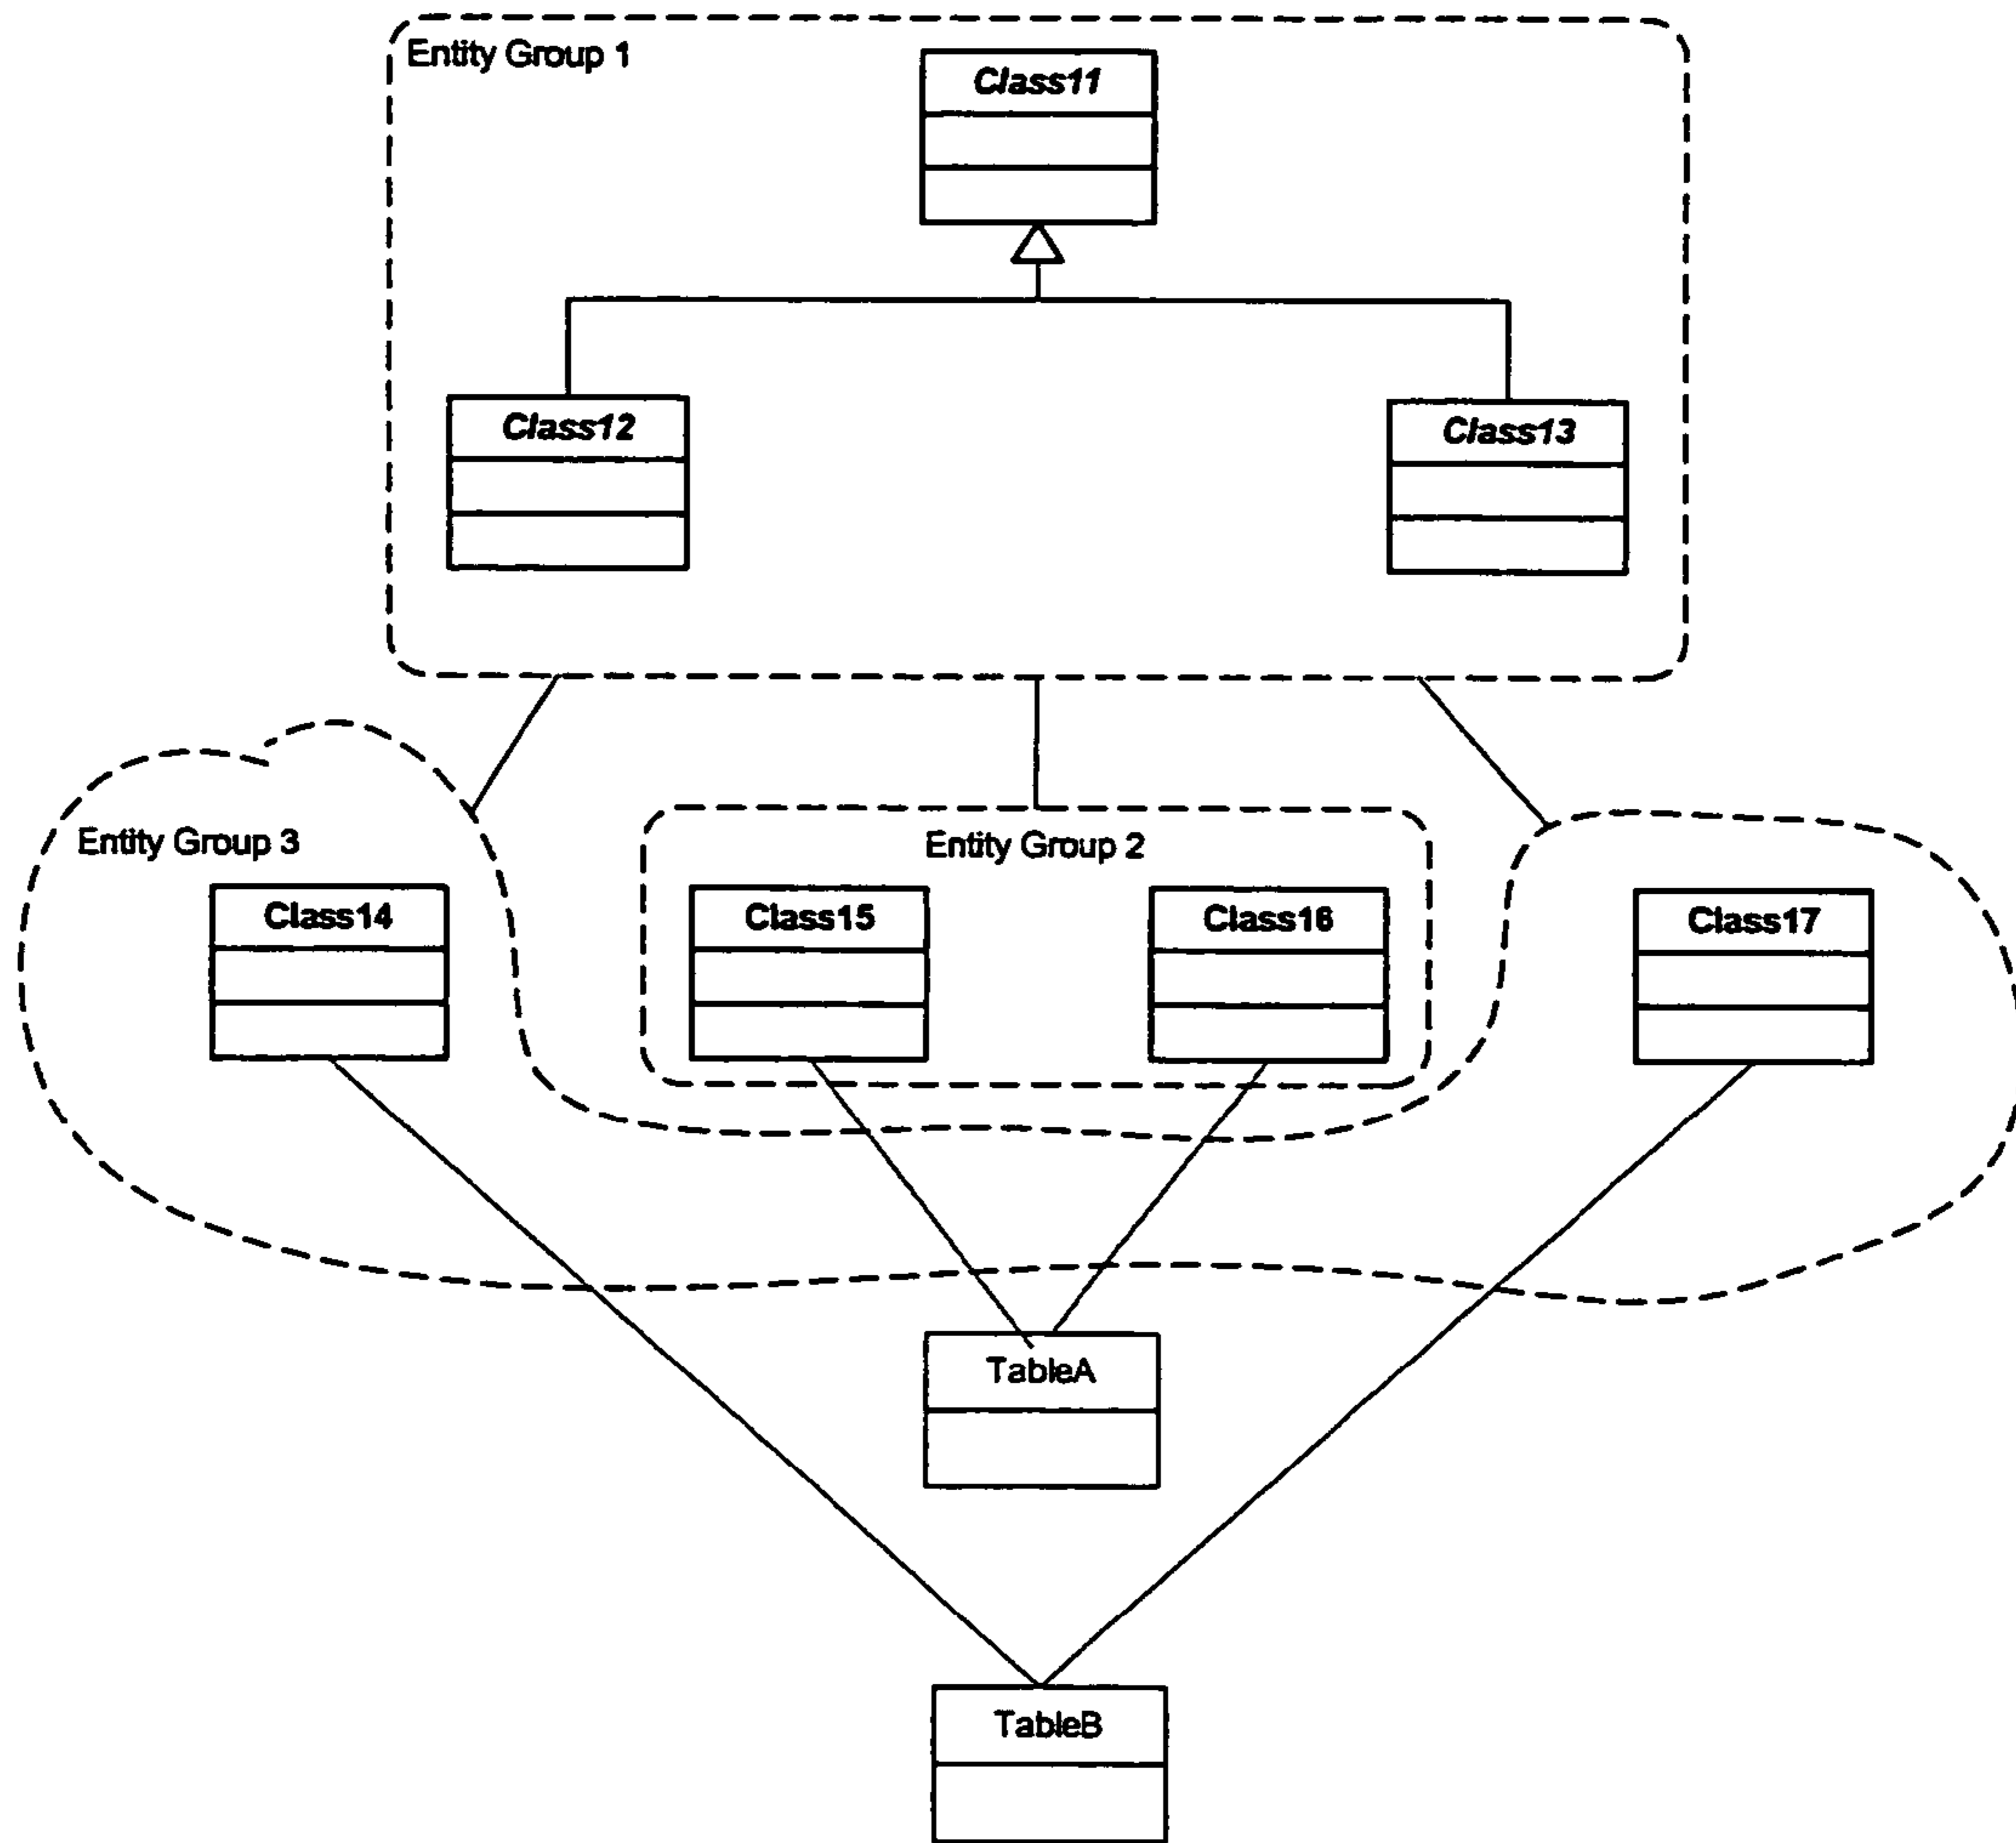 Entity Group 1
Class11
Class12
Class13
Entity Group 3
Entity Group 2
Class14
Class15
Class16
Class17
TableA
TableB